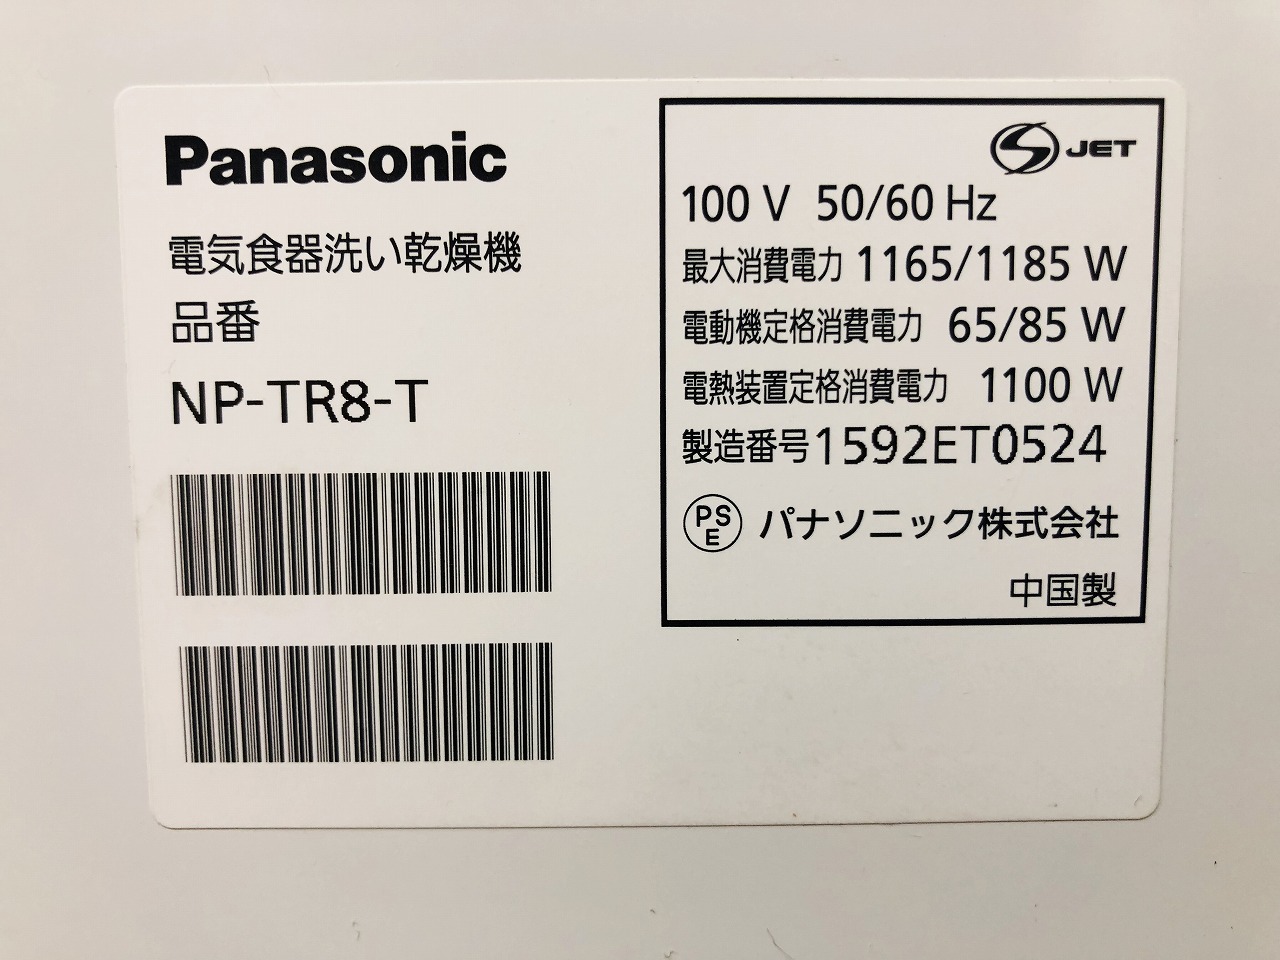 Panasonic
電気食器洗い乾燥機
品番
NP-TR8-T
JET
100 V 50/60 Hz
最大消費電力 1165/1185 W
電動機定格消費電力 65/85 W
電熱装置定格消費電力 1100 W
製造番号1592ET0524
PS
E
パナソニック株式会社
中国製